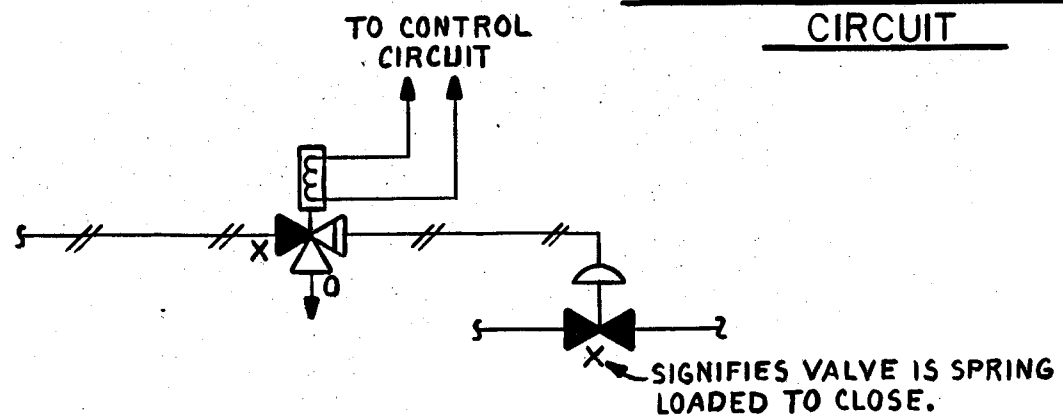 CIRCUIT
TO CONTROL
CIRCUIT
X
O
X
SIGNIFIES VALVE IS SPRING
LOADED TO CLOSE.